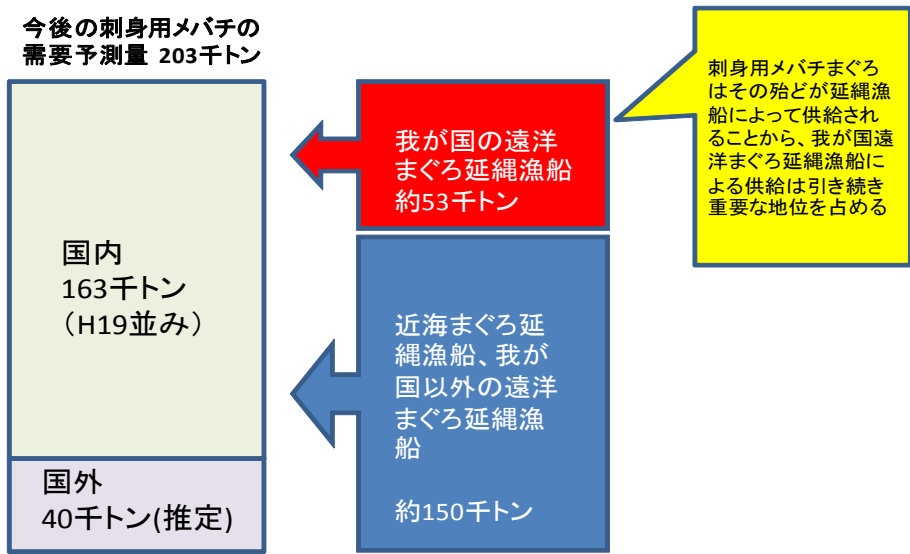 今後の刺身用メバチの
需要予測量 203千トン
国内
163千トン
（H19並み）
国外
40千トン(推定)
我が国の遠洋
まぐろ延縄漁船
約53千トン
近海まぐろ延
縄漁船、我が
国以外の遠洋
まぐろ延縄漁
船
約150千トン
刺身用メバチまぐろ
はその殆どが延縄漁
船によって供給され
ることから、我が国遠
洋まぐろ延縄漁船に
よる供給は引き続き
重要な地位を占める